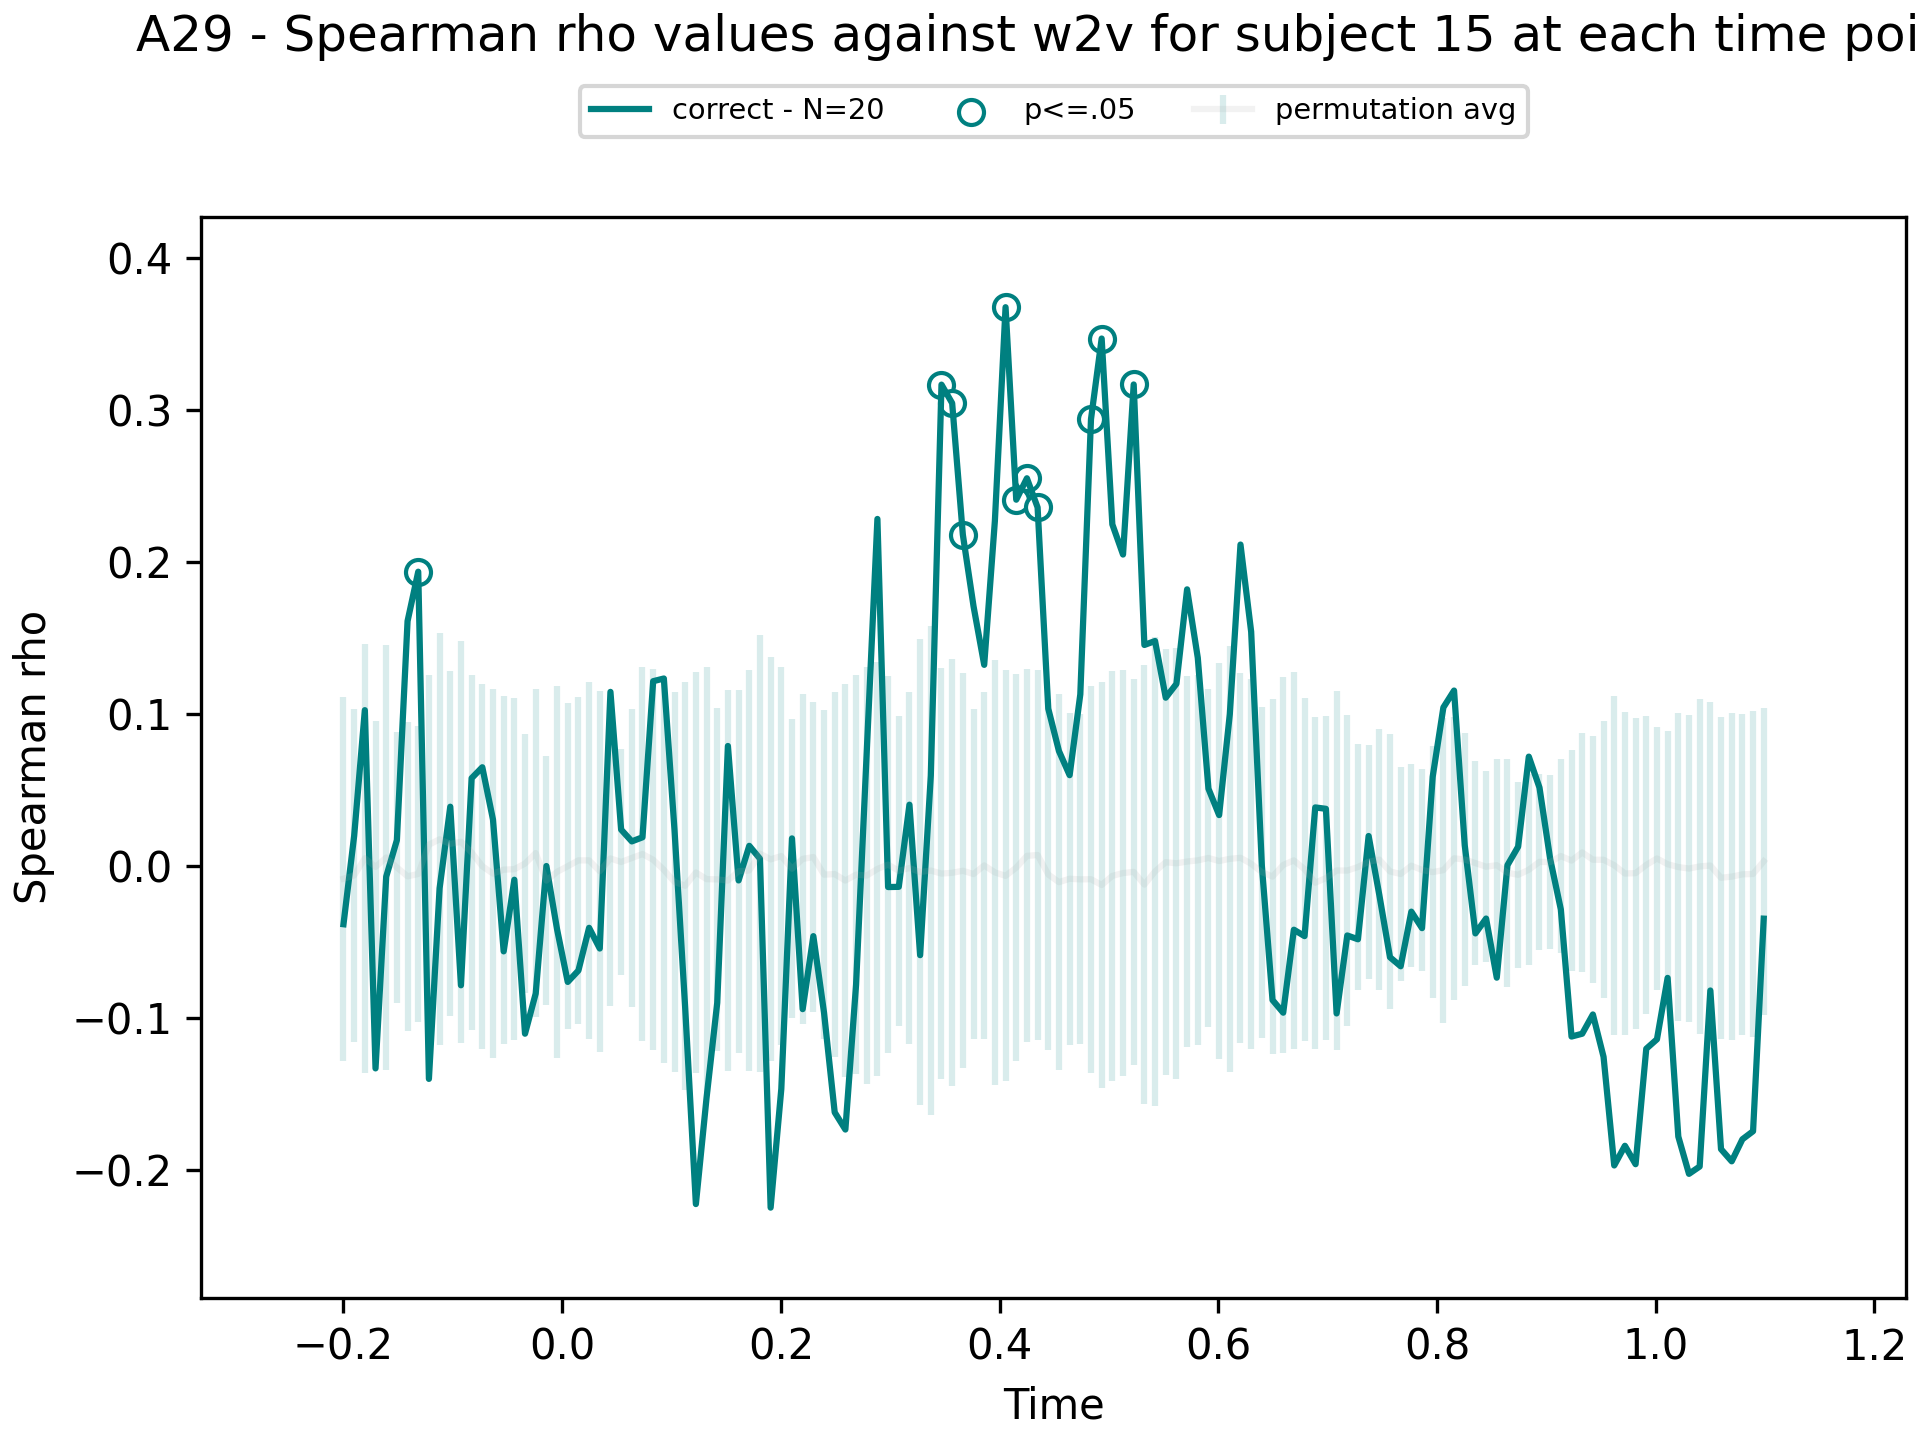 A29 - Spearman rho values against w2v for subject 15 at each time poi
correct - N=20 p<=.05 permutation avg
0.4
0.3
0.2
0.1
0.0
−0.1
−0.2
Spearman rho
−0.2 0.0 0.2 0.4 0.6 0.8 1.0 1.2
Time